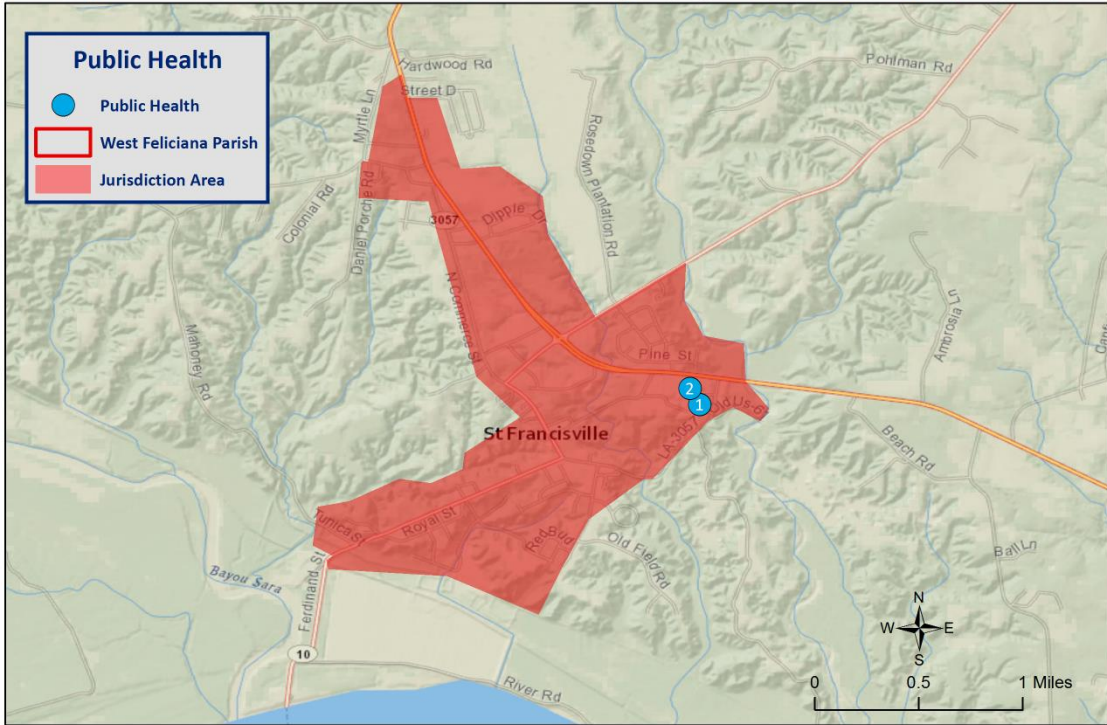 Public Health
Public Health
West Feliciana Parish
Jurisdiction Area
Hardwood Rd
Street D
Myrtle Ln
Pohlman Rd
Rosedown Plantation Rd
Colonial Rd
Daniel Porche Rd
3057
Dipple Dr
N Commerce St
Mahoney Rd
Ambrosia Ln
Pine St
2
1
Old Us-61
LA-3057
St Francisville
Beach Rd
Tunica St
Royal St
Red Bud
Old Field Rd
Ball Ln
Bayou Sara
Ferdinand St
10
River Rd
N
W
E
S
0
0.5
1 Miles